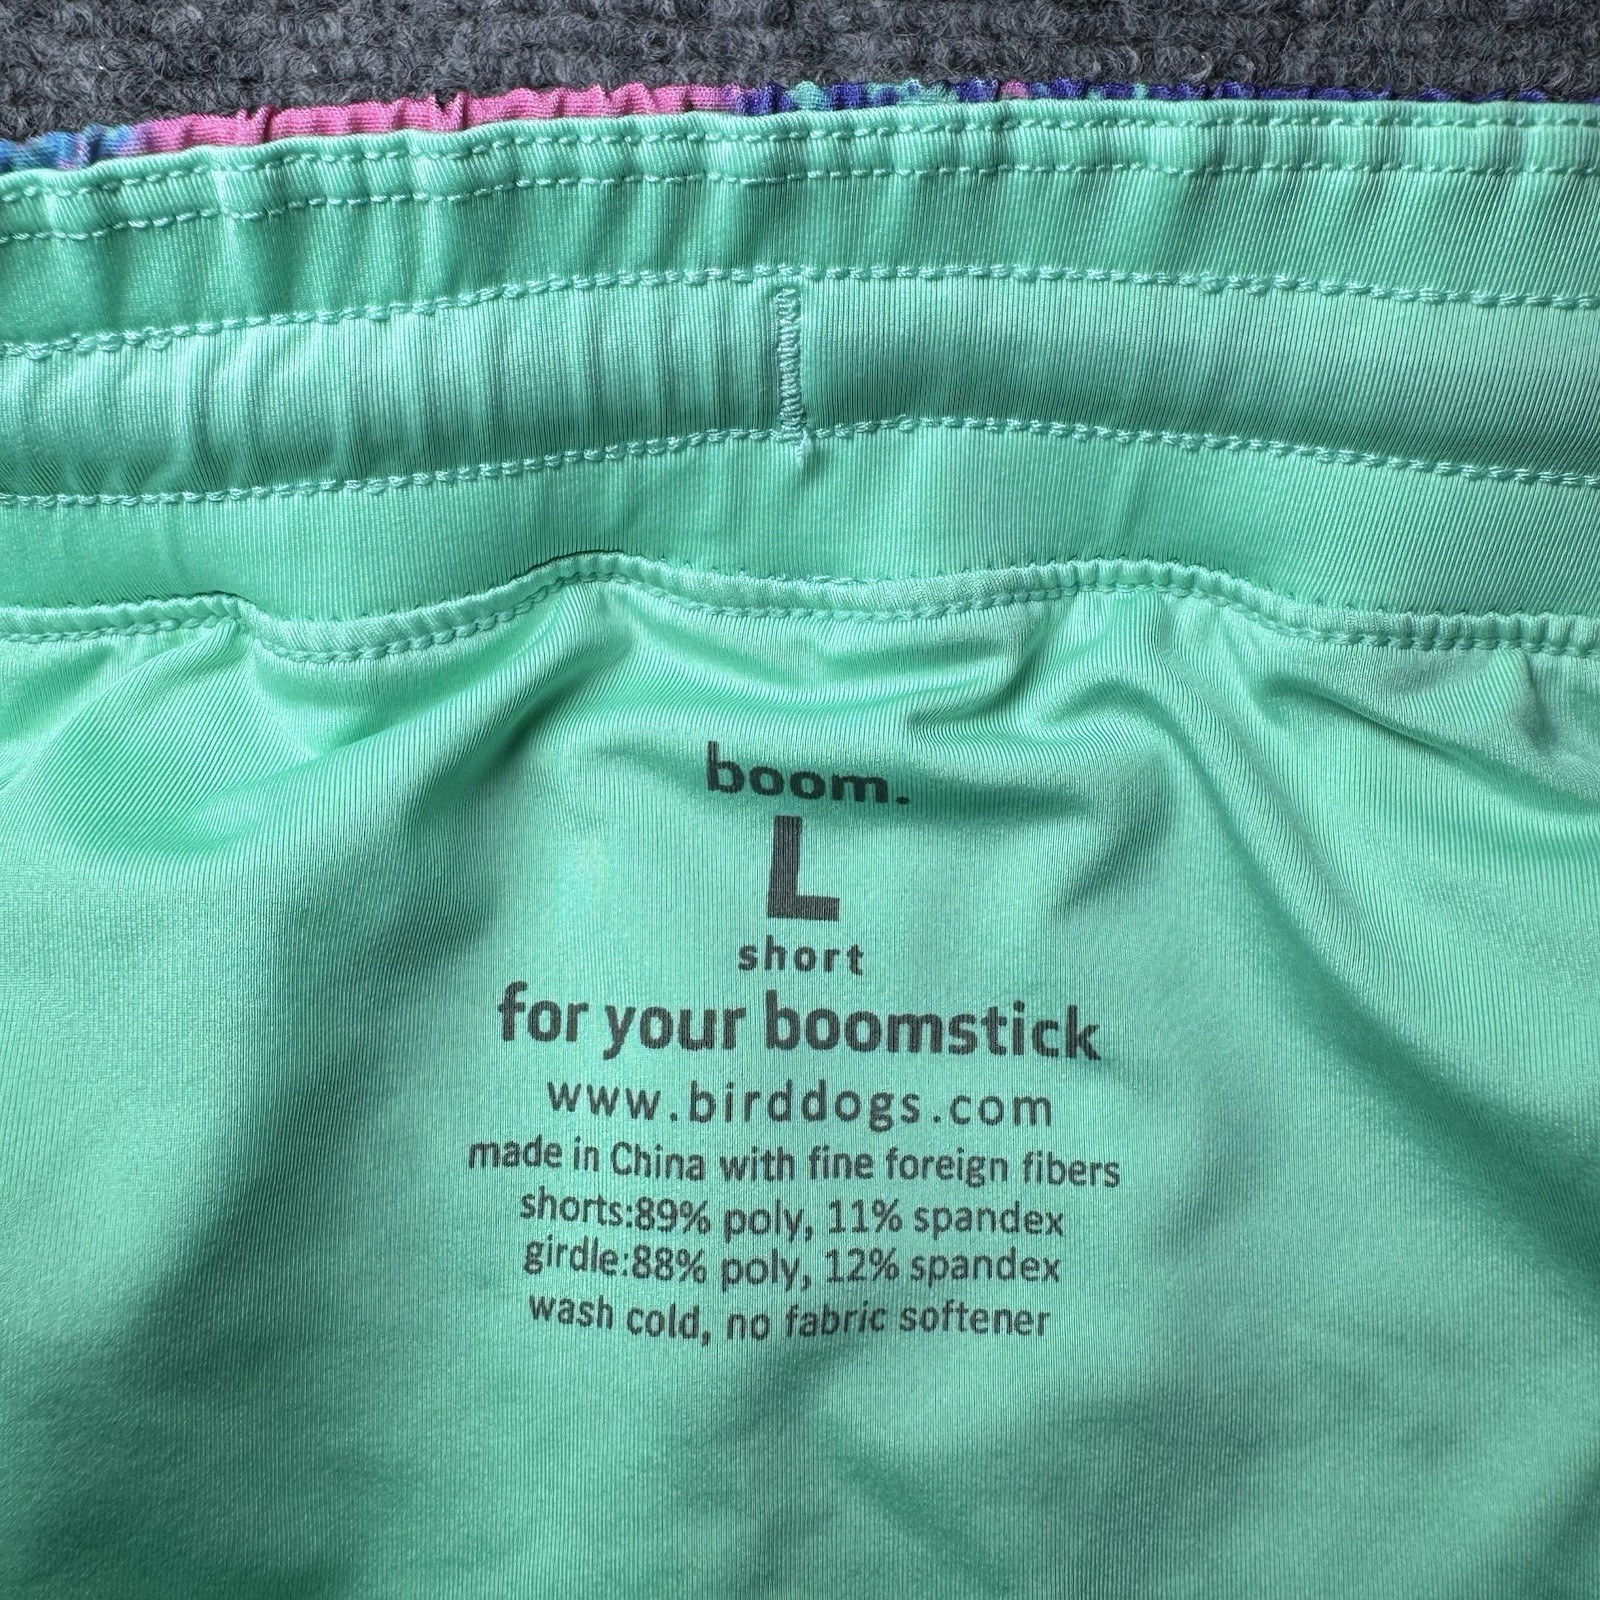 boom.
L
short
for your boomstick
www.birddogs.com
made in China with fine foreign fibers
shorts:89% poly, 11% spandex
girdle:88% poly, 12% spandex
wash cold, no fabric softener